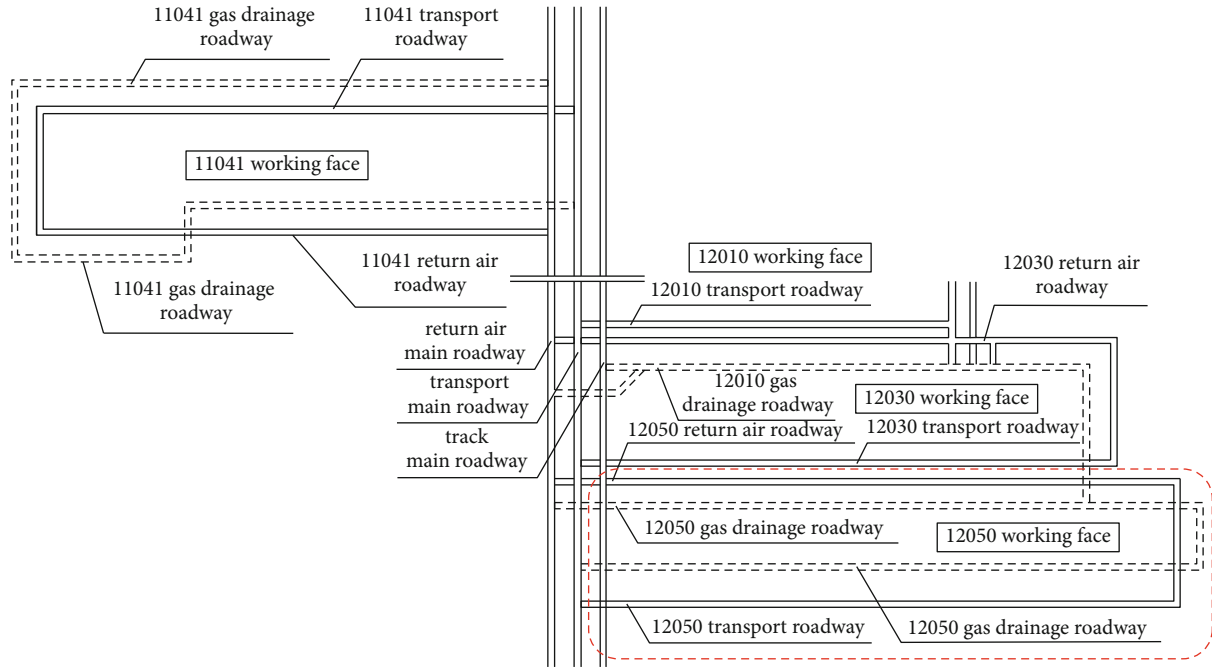 11041 gas drainage
roadway
11041 transport
roadway
11041 working face
11041 gas drainage
roadway
11041 return air
roadway
12010 working face
12010 transport roadway
12030 return air
roadway
return air
main roadway
transport
main roadway
track
main roadway
12010 gas
drainage roadway
12030 working face
12050 return air roadway
12030 transport roadway
12050 gas drainage roadway
12050 working face
12050 transport roadway
12050 gas drainage roadway